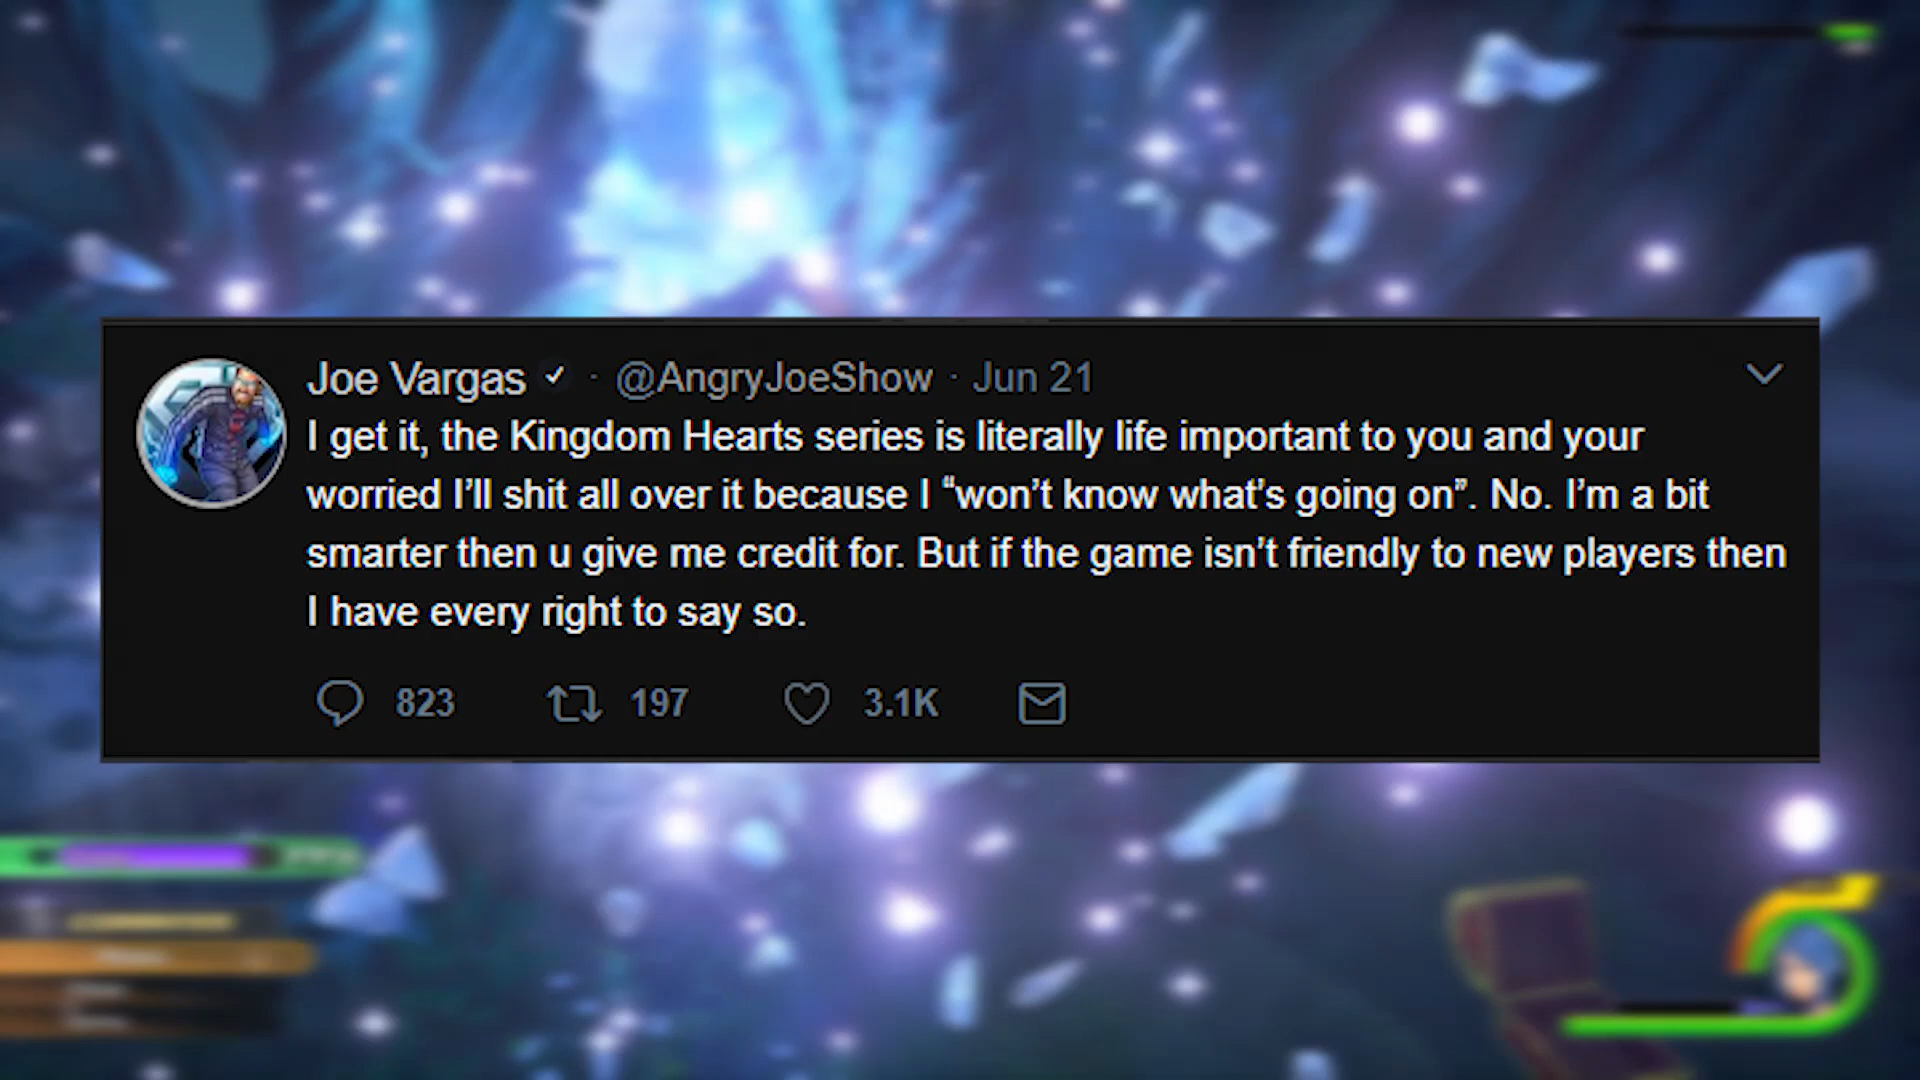 Joe Vargas · @AngryJoeShow · Jun 21
I get it, the Kingdom Hearts series is literally life important to you and your
worried I’ll shit all over it because I “won’t know what’s going on”. No. I’m a bit
smarter then u give me credit for. But if the game isn’t friendly to new players then
I have every right to say so.
823 197 3.1K